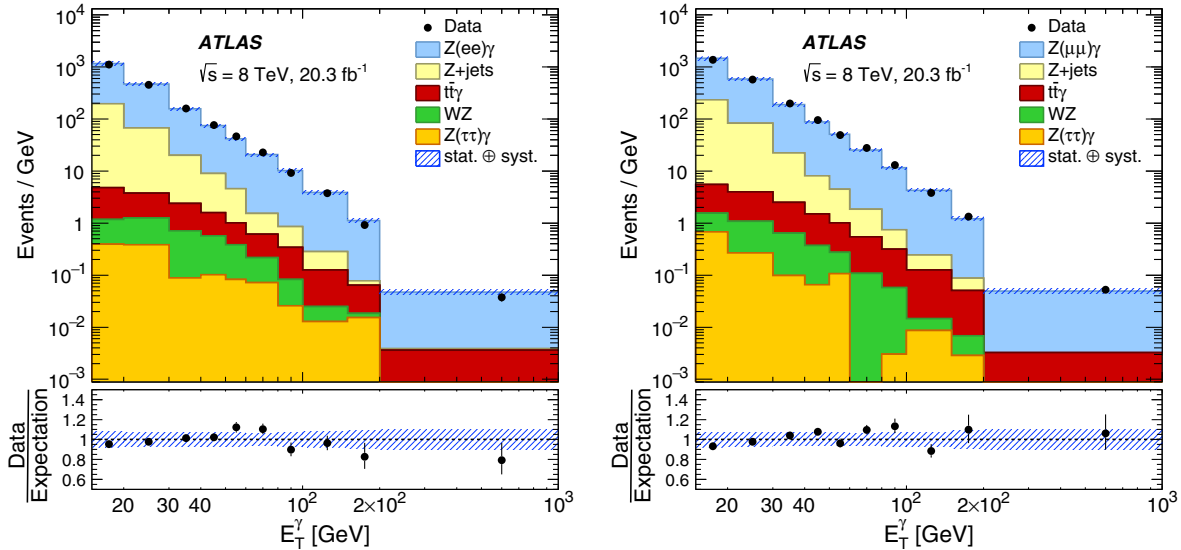 10⁴
10³
10²
10
1
10⁻¹
10⁻²
10⁻³
Events / GeV
ATLAS
√s = 8 TeV, 20.3 fb⁻¹
Data
Z(ee)γ
Z+jets
tt̄γ
WZ
Z(ττ)γ
stat. ⊕ syst.
1.4
1.2
1
0.8
0.6
Data
Expectation
20 30 40 10² 2×10² 10³
E_T^γ [GeV]
10⁴
10³
10²
10
1
10⁻¹
10⁻²
10⁻³
Events / GeV
ATLAS
√s = 8 TeV, 20.3 fb⁻¹
Data
Z(μμ)γ
Z+jets
tt̄γ
WZ
Z(ττ)γ
stat. ⊕ syst.
1.4
1.2
1
0.8
0.6
Data
Expectation
20 30 40 10² 2×10² 10³
E_T^γ [GeV]